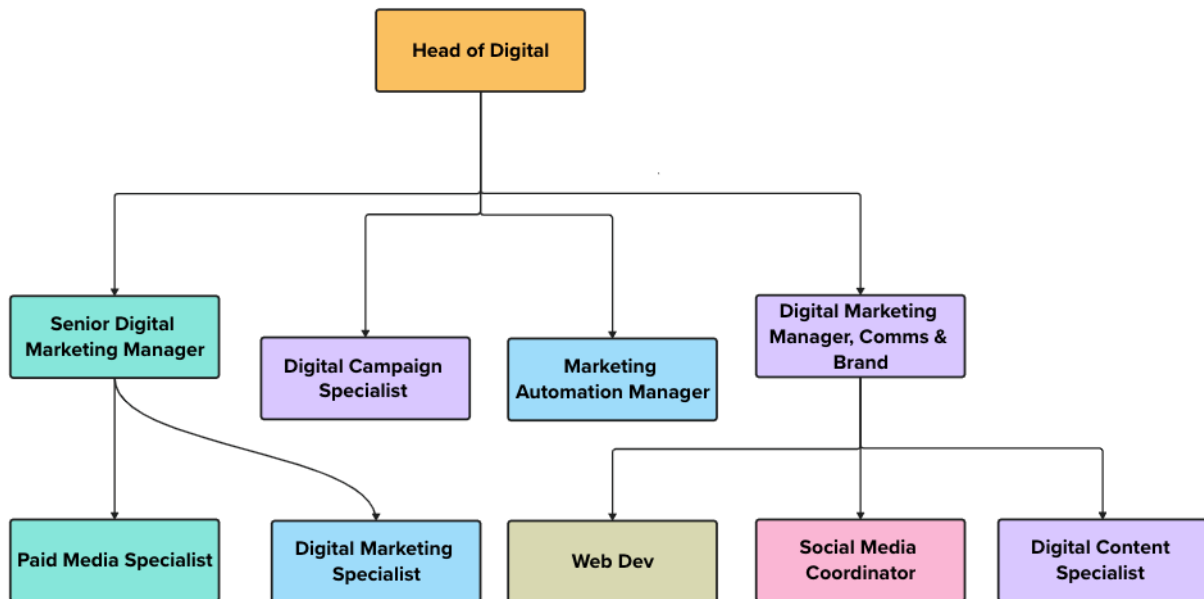 Head of Digital
Senior Digital
Marketing Manager
Digital Campaign
Specialist
Marketing
Automation Manager
Digital Marketing
Manager, Comms &
Brand
Paid Media Specialist
Digital Marketing
Specialist
Web Dev
Social Media
Coordinator
Digital Content
Specialist